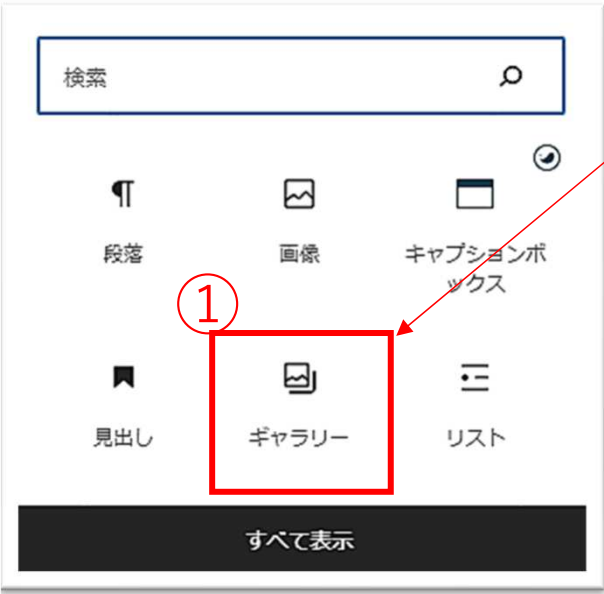 検索
段落
画像
キャプションボ
ックス
①
見出し
ギャラリー
リスト
すべて表示